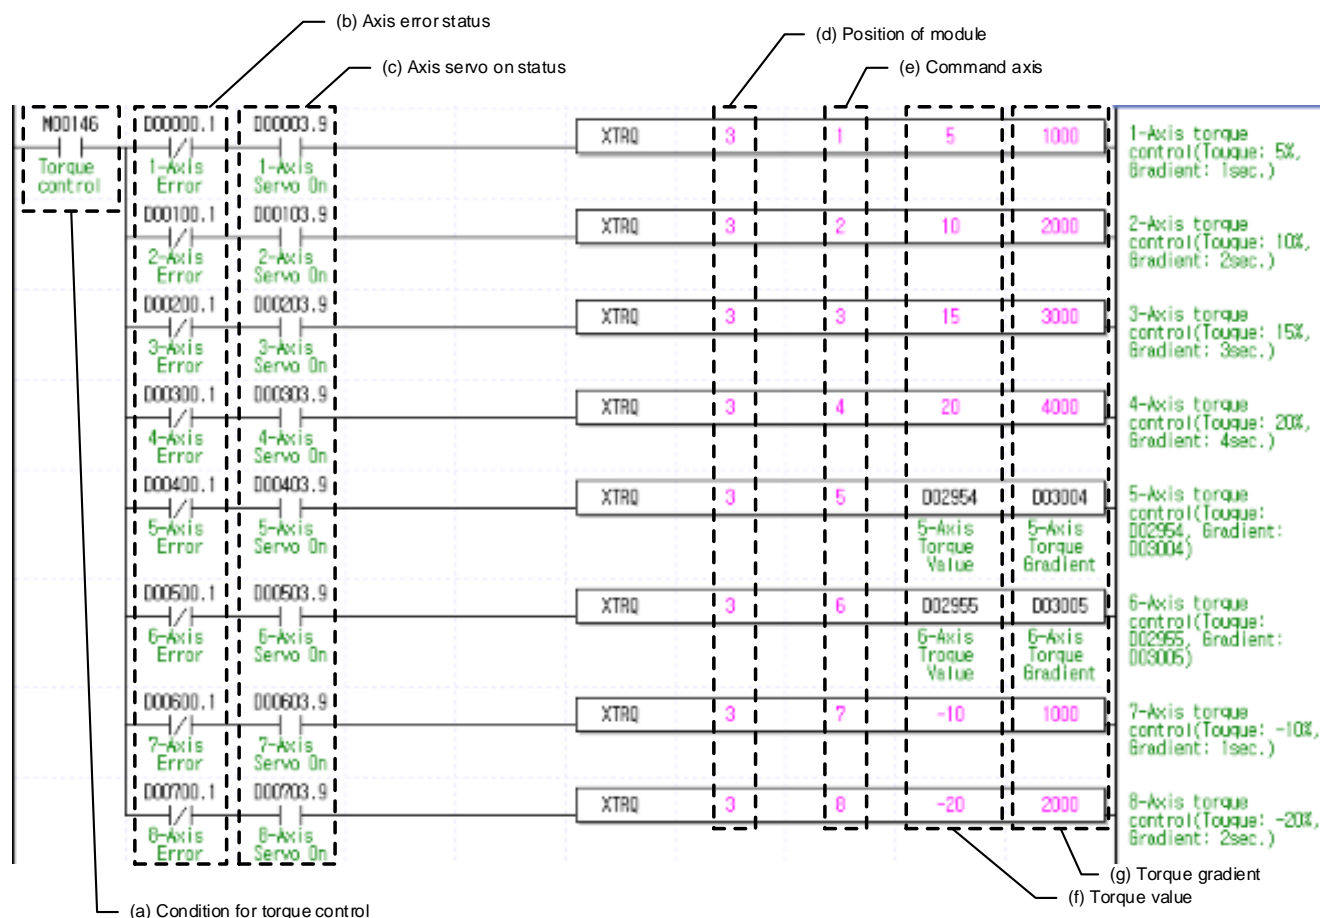 (b) Axis error status
(d) Position of module
(c) Axis servo on status
(e) Command axis
M00146
D00000.1
D00003.9
XTRQ 3 1 5 1000
Torque
control
1-Axis
Error
1-Axis
Servo On
1-Axis torque
control(Touque: 5%,
Gradient: 1sec.)
D00100.1
D00103.9
XTRQ 3 2 10 2000
2-Axis
Error
2-Axis
Servo On
2-Axis torque
control(Touque: 10%,
Gradient: 2sec.)
D00200.1
D00203.9
XTRQ 3 3 15 3000
3-Axis
Error
3-Axis
Servo On
3-Axis torque
control(Touque: 15%,
Gradient: 3sec.)
D00300.1
D00303.9
XTRQ 3 4 20 4000
4-Axis
Error
4-Axis
Servo On
4-Axis torque
control(Touque: 20%,
Gradient: 4sec.)
D00400.1
D00403.9
XTRQ 3 5 D02954 D03004
5-Axis
Error
5-Axis
Servo On
5-Axis
Torque
Value
5-Axis
Torque
Gradient
5-Axis torque
control(Touque:
D02954, Gradient:
D03004)
D00500.1
D00503.9
XTRQ 3 6 D02955 D03005
6-Axis
Error
6-Axis
Servo On
6-Axis
Troque
Value
6-Axis
Torque
Gradient
6-Axis torque
control(Touque:
D02955, Gradient:
D03005)
D00600.1
D00603.9
XTRQ 3 7 -10 1000
7-Axis
Error
7-Axis
Servo On
7-Axis torque
control(Touque: -10%,
Gradient: 1sec.)
D00700.1
D00703.9
XTRQ 3 8 -20 2000
8-Axis
Error
8-Axis
Servo On
8-Axis torque
control(Touque: -20%,
Gradient: 2sec.)
(g) Torque gradient
(f) Torque value
(a) Condition for torque control